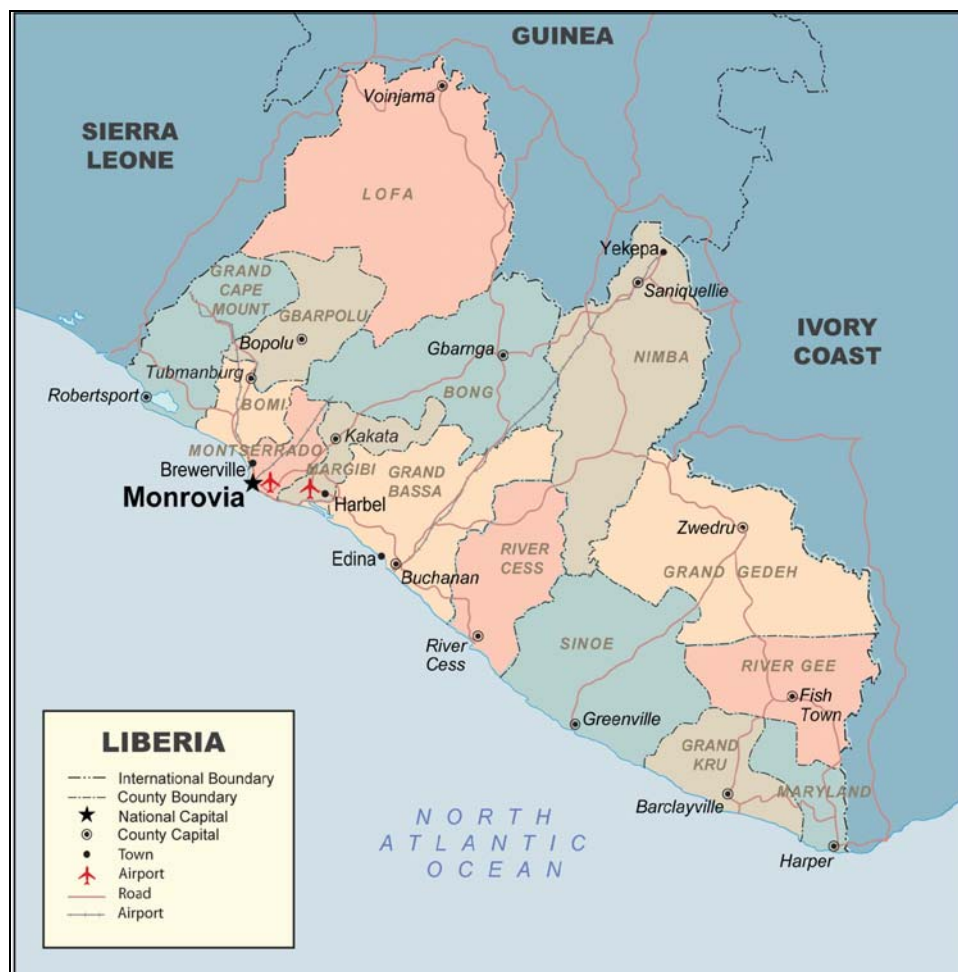 GUINEA
Voinjama
SIERRA
LEONE
LOFA
Yekepa
GRAND
CAPE
MOUNT
Saniquellie
GBARPOLU
IVORY
COAST
Bopolu
Gbarnga
NIMBA
Tubmanburg
Robertsport
BOMI
BONG
Kakata
MONTSERRADO
Brewerville
MARGIBI
GRAND
BASSA
Monrovia
Harbel
Zwedru
Edina
RIVER
CESS
Buchanan
GRAND GEDEH
River
Cess
SINOE
RIVER GEE
Fish
Town
Greenville
GRAND
KRU
MARYLAND
Barclayville
Harper
NORTH
ATLANTIC
OCEAN
LIBERIA
International Boundary
County Boundary
National Capital
County Capital
Town
Airport
Road
Airport